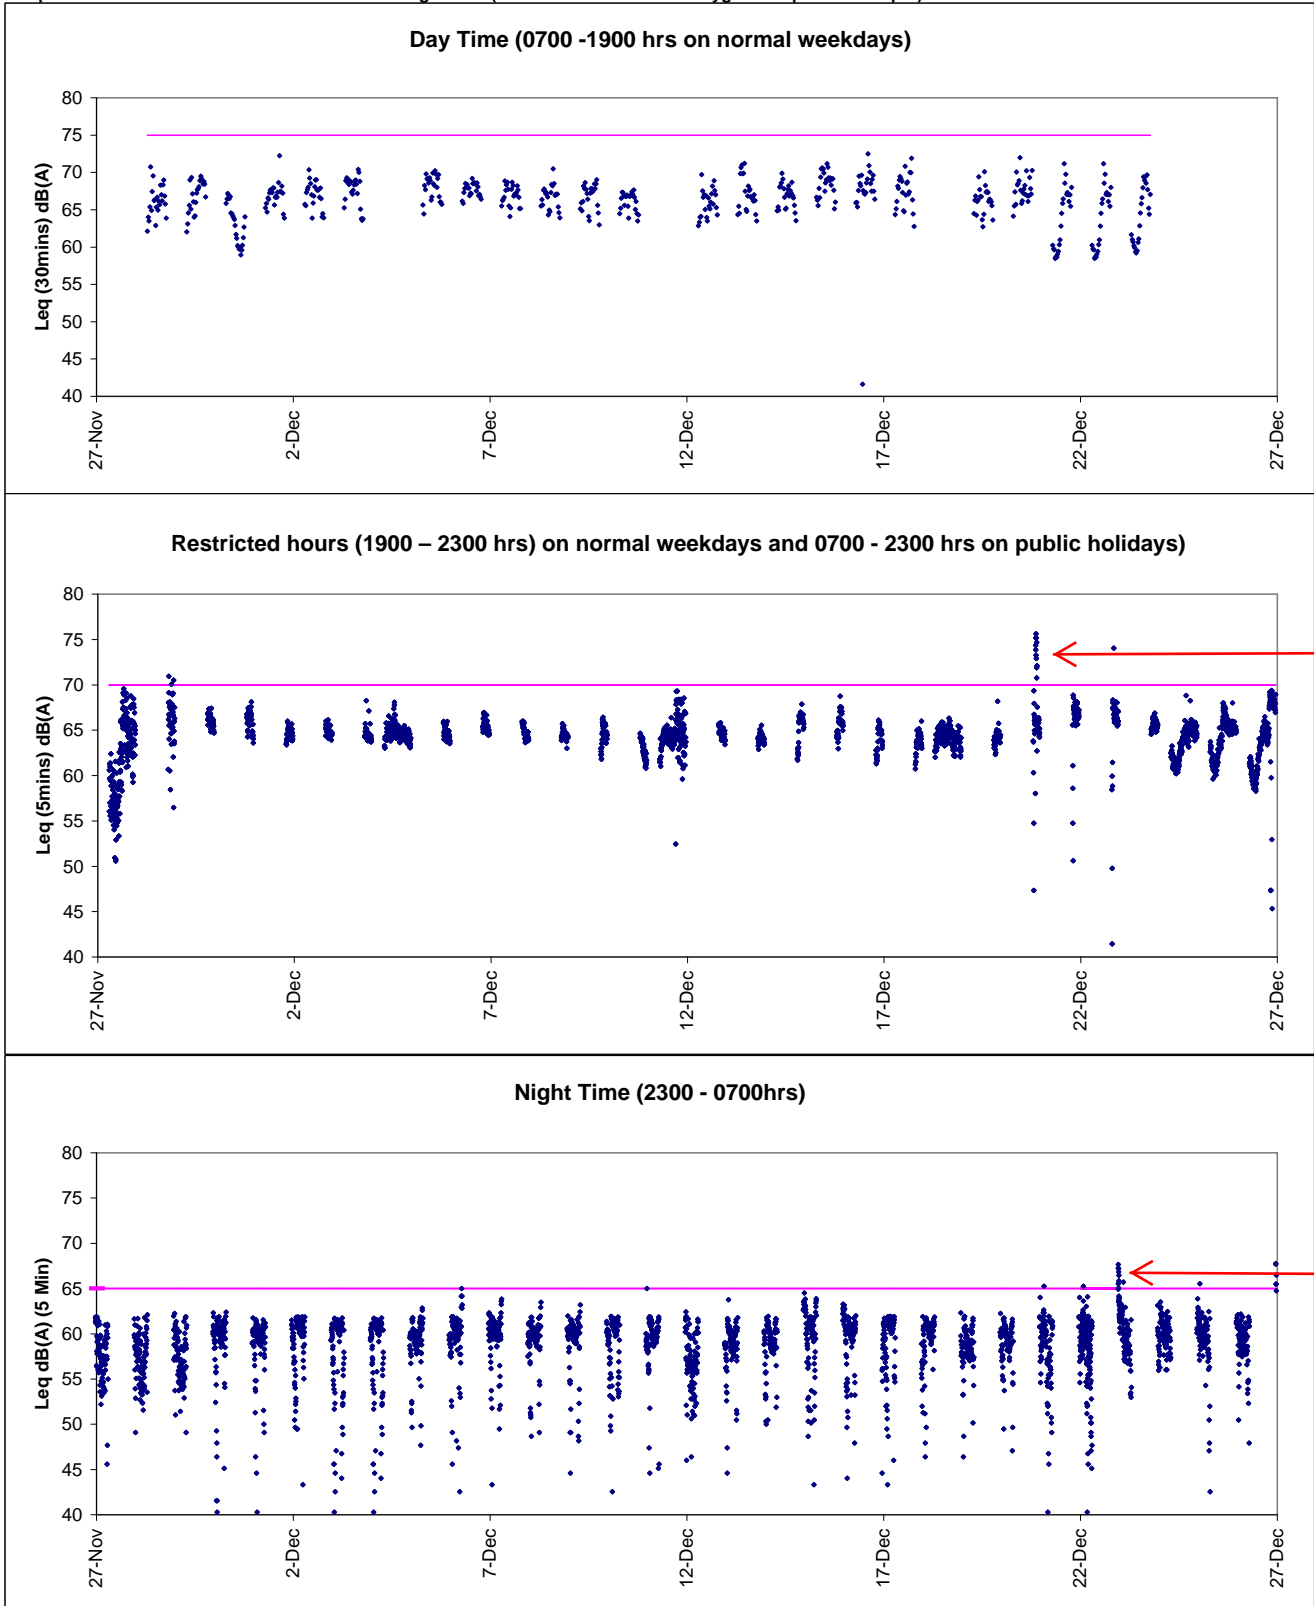 Day Time (0700 -1900 hrs on normal weekdays)
Leq (30mins) dB(A)
80
75
70
65
60
55
50
45
40
27-Nov
2-Dec
7-Dec
12-Dec
17-Dec
22-Dec
27-Dec
Restricted hours (1900 – 2300 hrs) on normal weekdays and 0700 - 2300 hrs on public holidays)
Leq (5mins) dB(A)
80
75
70
65
60
55
50
45
40
27-Nov
2-Dec
7-Dec
12-Dec
17-Dec
22-Dec
27-Dec
Night Time (2300 - 0700hrs)
Leq dB(A) (5 Min)
80
75
70
65
60
55
50
45
40
27-Nov
2-Dec
7-Dec
12-Dec
17-Dec
22-Dec
27-Dec